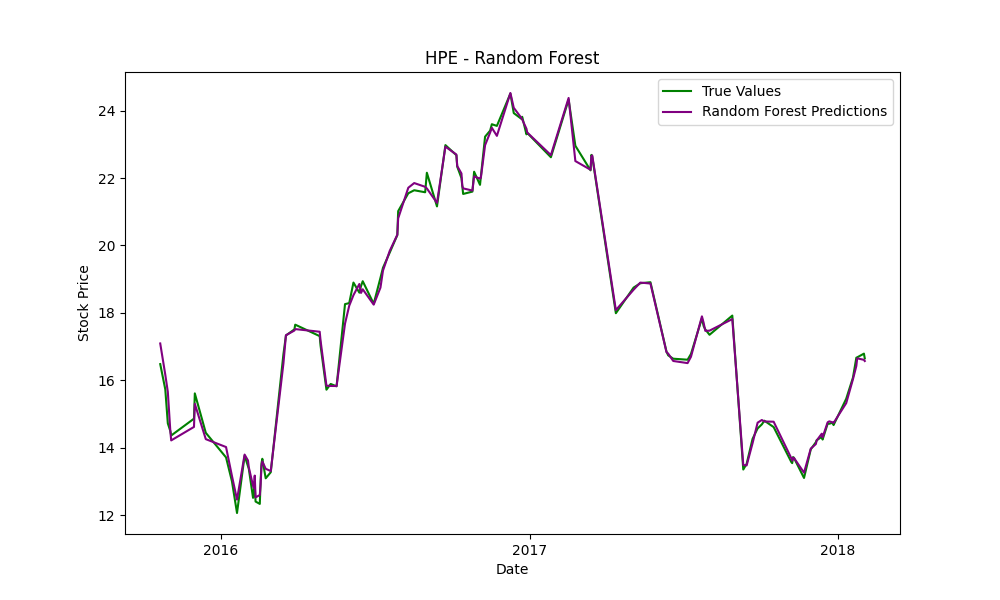 HPE - Random Forest
True Values
Random Forest Predictions
Stock Price
24
22
20
18
16
14
12
2016
2017
2018
Date